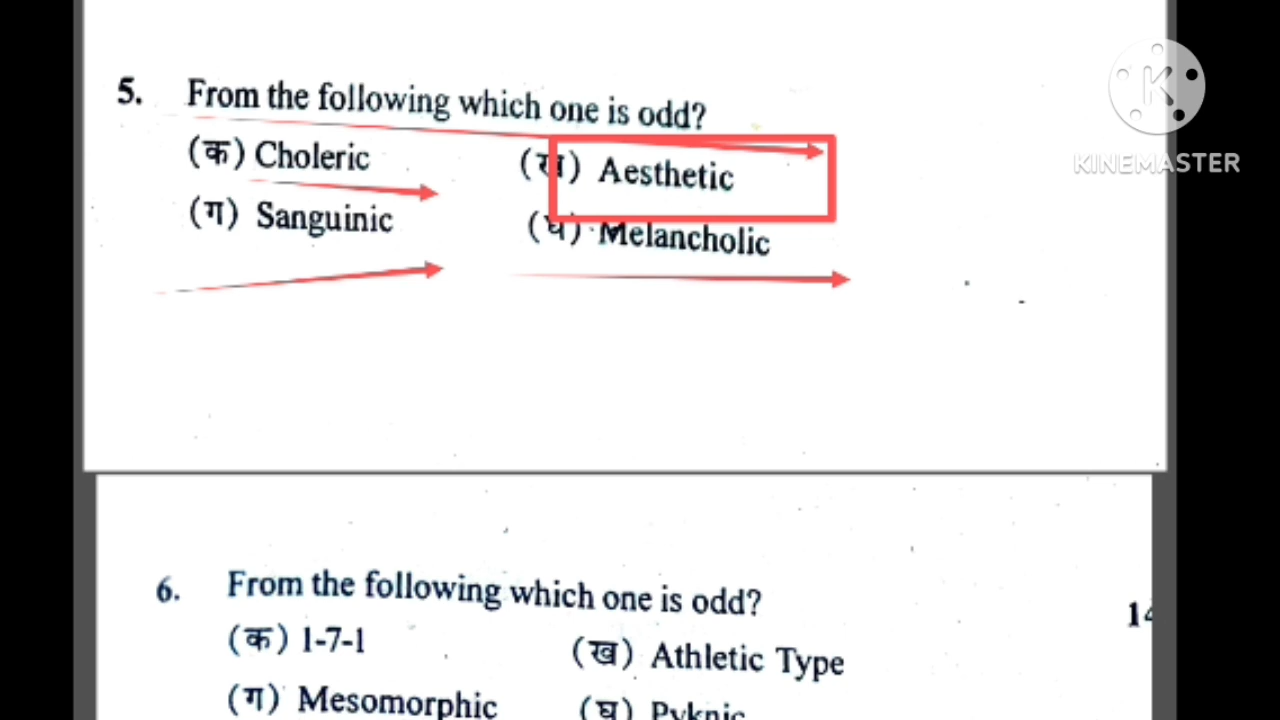 5. From the following which one is odd?
(क) Choleric (ख) Aesthetic
(ग) Sanguinic (घ) Melancholic
KINEMASTER
6. From the following which one is odd?
(क) 1-7-1 (ख) Athletic Type
(ग) Mesomorphic (घ) Pyknic